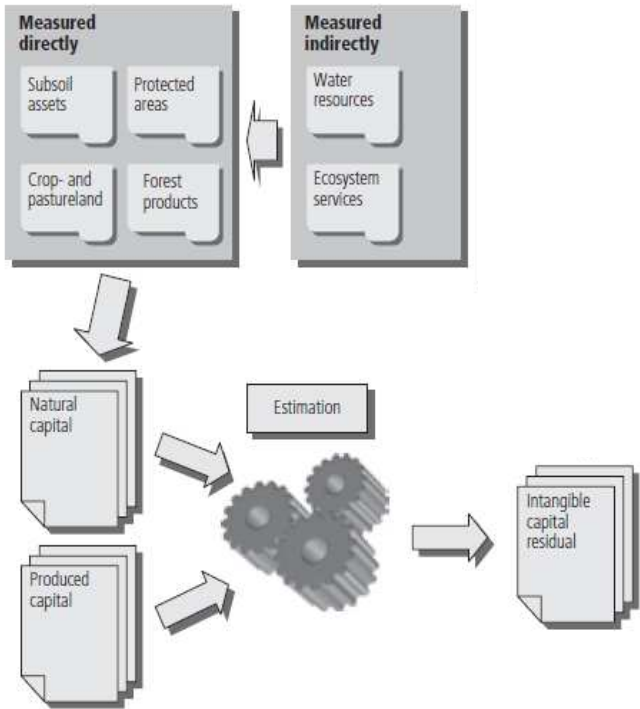 Measured
directly
Subsoil
assets
Protected
areas
Crop- and
pastureland
Forest
products
Measured
indirectly
Water
resources
Ecosystem
services
Natural
capital
Estimation
Produced
capital
Intangible
capital
residual